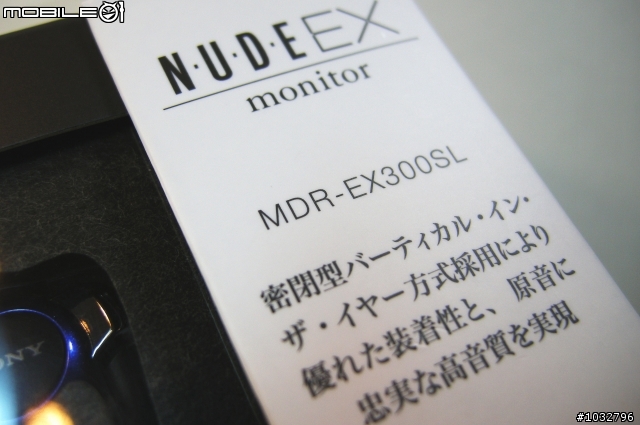 MOBILE01
N·U·D·E EX
monitor
MDR-EX300SL
密閉型バーティカル・イン・
ザ・イヤー方式採用により
優れた装着性と、原音に
忠実な高音質を実現
ONY
#1032796